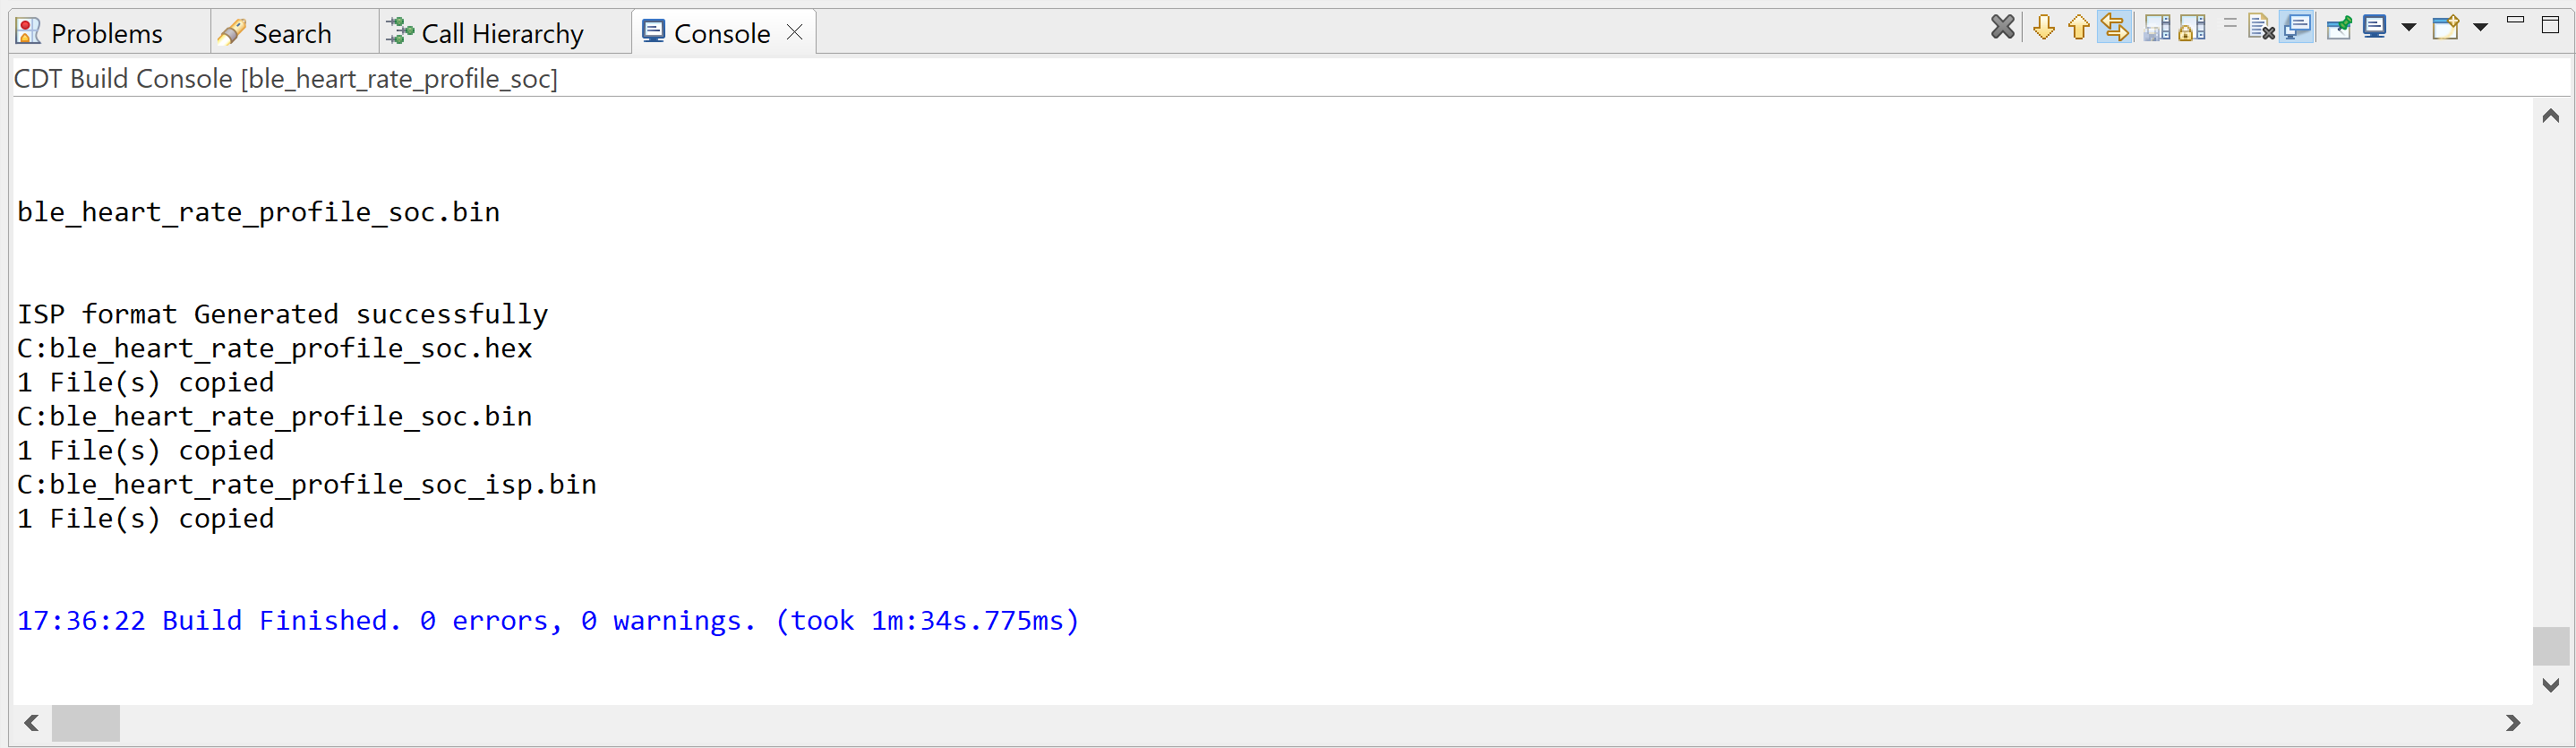 Problems Search Call Hierarchy Console
CDT Build Console [ble_heart_rate_profile_soc]
ble_heart_rate_profile_soc.bin
ISP format Generated successfully
C:ble_heart_rate_profile_soc.hex
1 File(s) copied
C:ble_heart_rate_profile_soc.bin
1 File(s) copied
C:ble_heart_rate_profile_soc_isp.bin
1 File(s) copied
17:36:22 Build Finished. 0 errors, 0 warnings. (took 1m:34s.775ms)